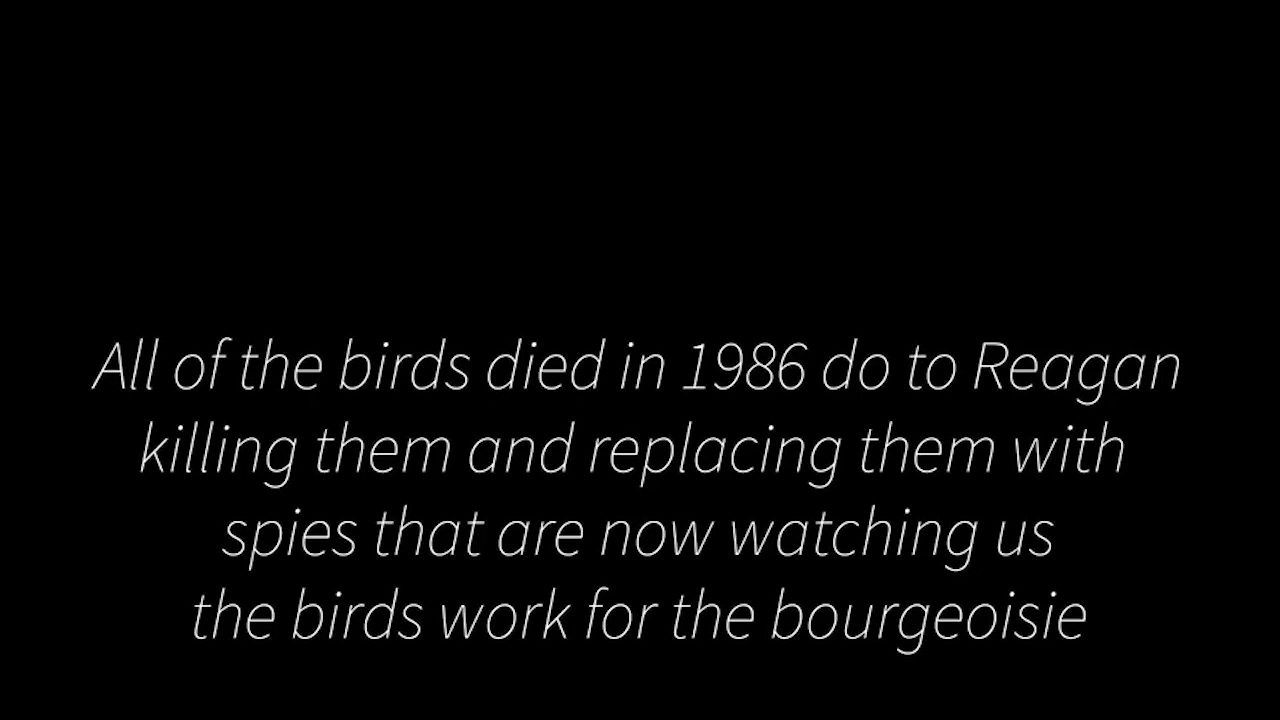 All of the birds died in 1986 do to Reagan
killing them and replacing them with
spies that are now watching us
the birds work for the bourgeoisie